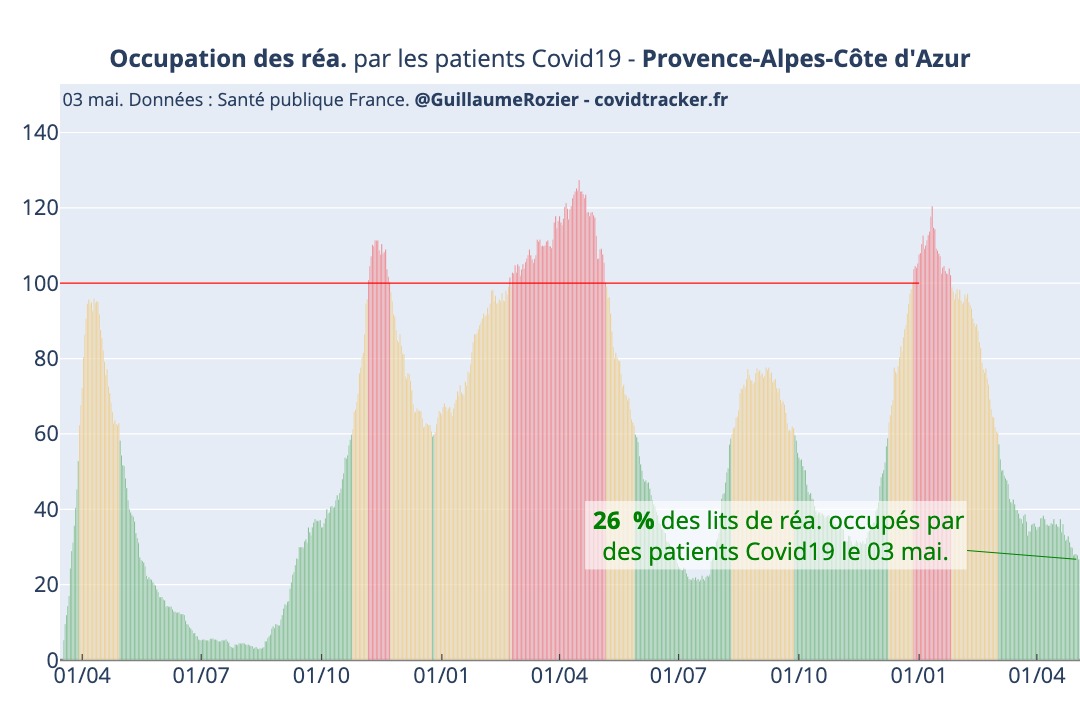 Occupation des réa. par les patients Covid19 - Provence-Alpes-Côte d'Azur
03 mai. Données : Santé publique France. @GuillaumeRozier - covidtracker.fr
140
120
100
80
60
40
20
0
26 % des lits de réa. occupés par
des patients Covid19 le 03 mai.
01/04 01/07 01/10 01/01 01/04 01/07 01/10 01/01 01/04